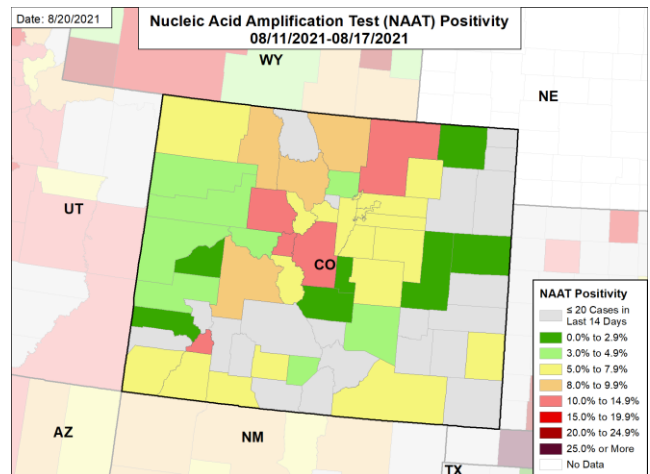 Date: 8/20/2021
Nucleic Acid Amplification Test (NAAT) Positivity
08/11/2021-08/17/2021
WY
NE
UT
CO
AZ
NM
TX
NAAT Positivity
≤ 20 Cases in
Last 14 Days
0.0% to 2.9%
3.0% to 4.9%
5.0% to 7.9%
8.0% to 9.9%
10.0% to 14.9%
15.0% to 19.9%
20.0% to 24.9%
25.0% or More
No Data